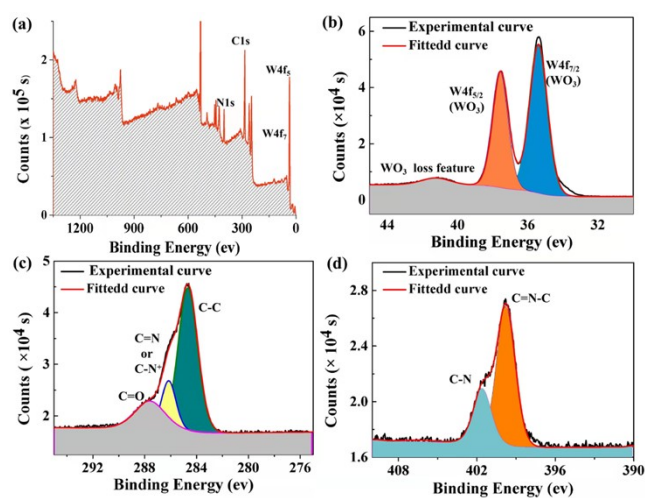 (a)
Counts (x 10⁵ s)
2
1
0
C1s
N1s
W4f₅
W4f₇
1200 900 600 300 0
Binding Energy (ev)
(b)
Counts (×10⁴ s)
6
4
2
0
Experimental curve
Fittedd curve
W4f₇/₂
(WO₃)
W4f₅/₂
(WO₃)
WO₃ loss feature
44 40 36 32
Binding Energy (ev)
(c)
Counts ( ×10⁴ s)
5
4
3
2
Experimental curve
Fittedd curve
C-C
C=N
or
C-N⁺
C=O
292 288 284 280 276
Binding Energy (ev)
(d)
Counts (× 10⁴ s)
2.8
2.4
2.0
1.6
Experimental curve
Fittedd curve
C=N-C
C-N
408 402 396 390
Binding Energy (ev)